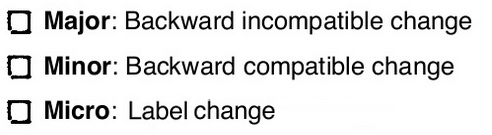 Major: Backward incompatible change
Minor: Backward compatible change
Micro: Label change